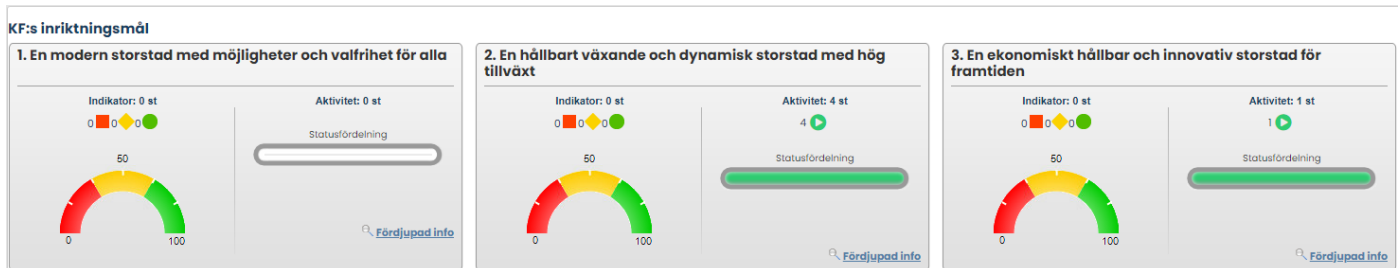 KF:s inriktningsmål
1. En modern storstad med möjligheter och valfrihet för alla
Indikator: 0 st
0 0 0
50
0
100
Aktivitet: 0 st
Statusfördelning
Fördjupad info
2. En hållbart växande och dynamisk storstad med hög
tillväxt
Indikator: 0 st
0 0 0
50
0
100
Aktivitet: 4 st
4
Statusfördelning
Fördjupad info
3. En ekonomiskt hållbar och innovativ storstad för
framtiden
Indikator: 0 st
0 0 0
50
0
100
Aktivitet: 1 st
1
Statusfördelning
Fördjupad info